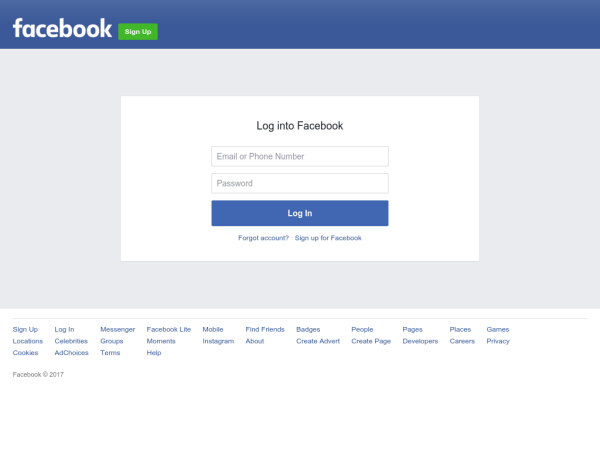 facebook Sign Up
Log into Facebook
Email or Phone Number
Password
Log In
Forgot account? Sign up for Facebook
Sign Up Log In Messenger Facebook Lite Mobile Find Friends Badges People Pages Places Games
Locations Celebrities Groups Moments Instagram About Create Advert Create Page Developers Careers Privacy
Cookies AdChoices Terms Help
Facebook © 2017